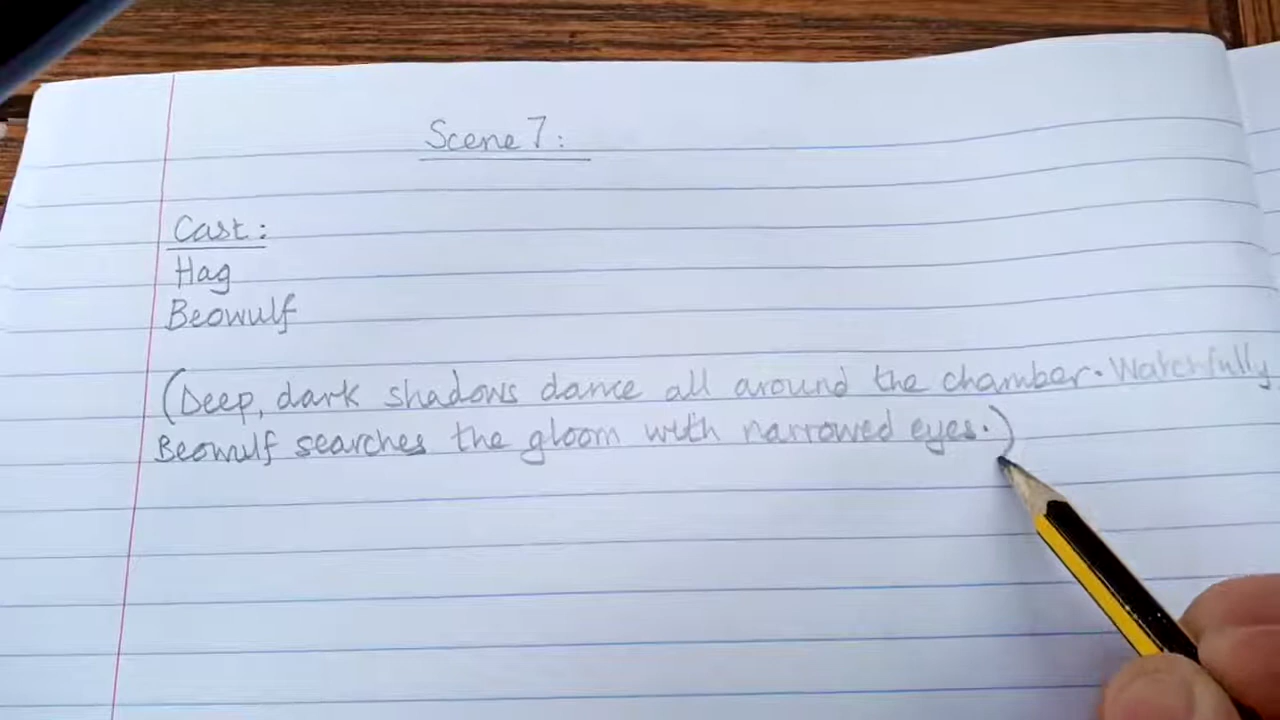 Scene 7:
Cast:
Hag
Beowulf
(Deep, dark shadows dance all around the chamber. Watchfully
Beowulf searches the gloom with narrowed eyes.)